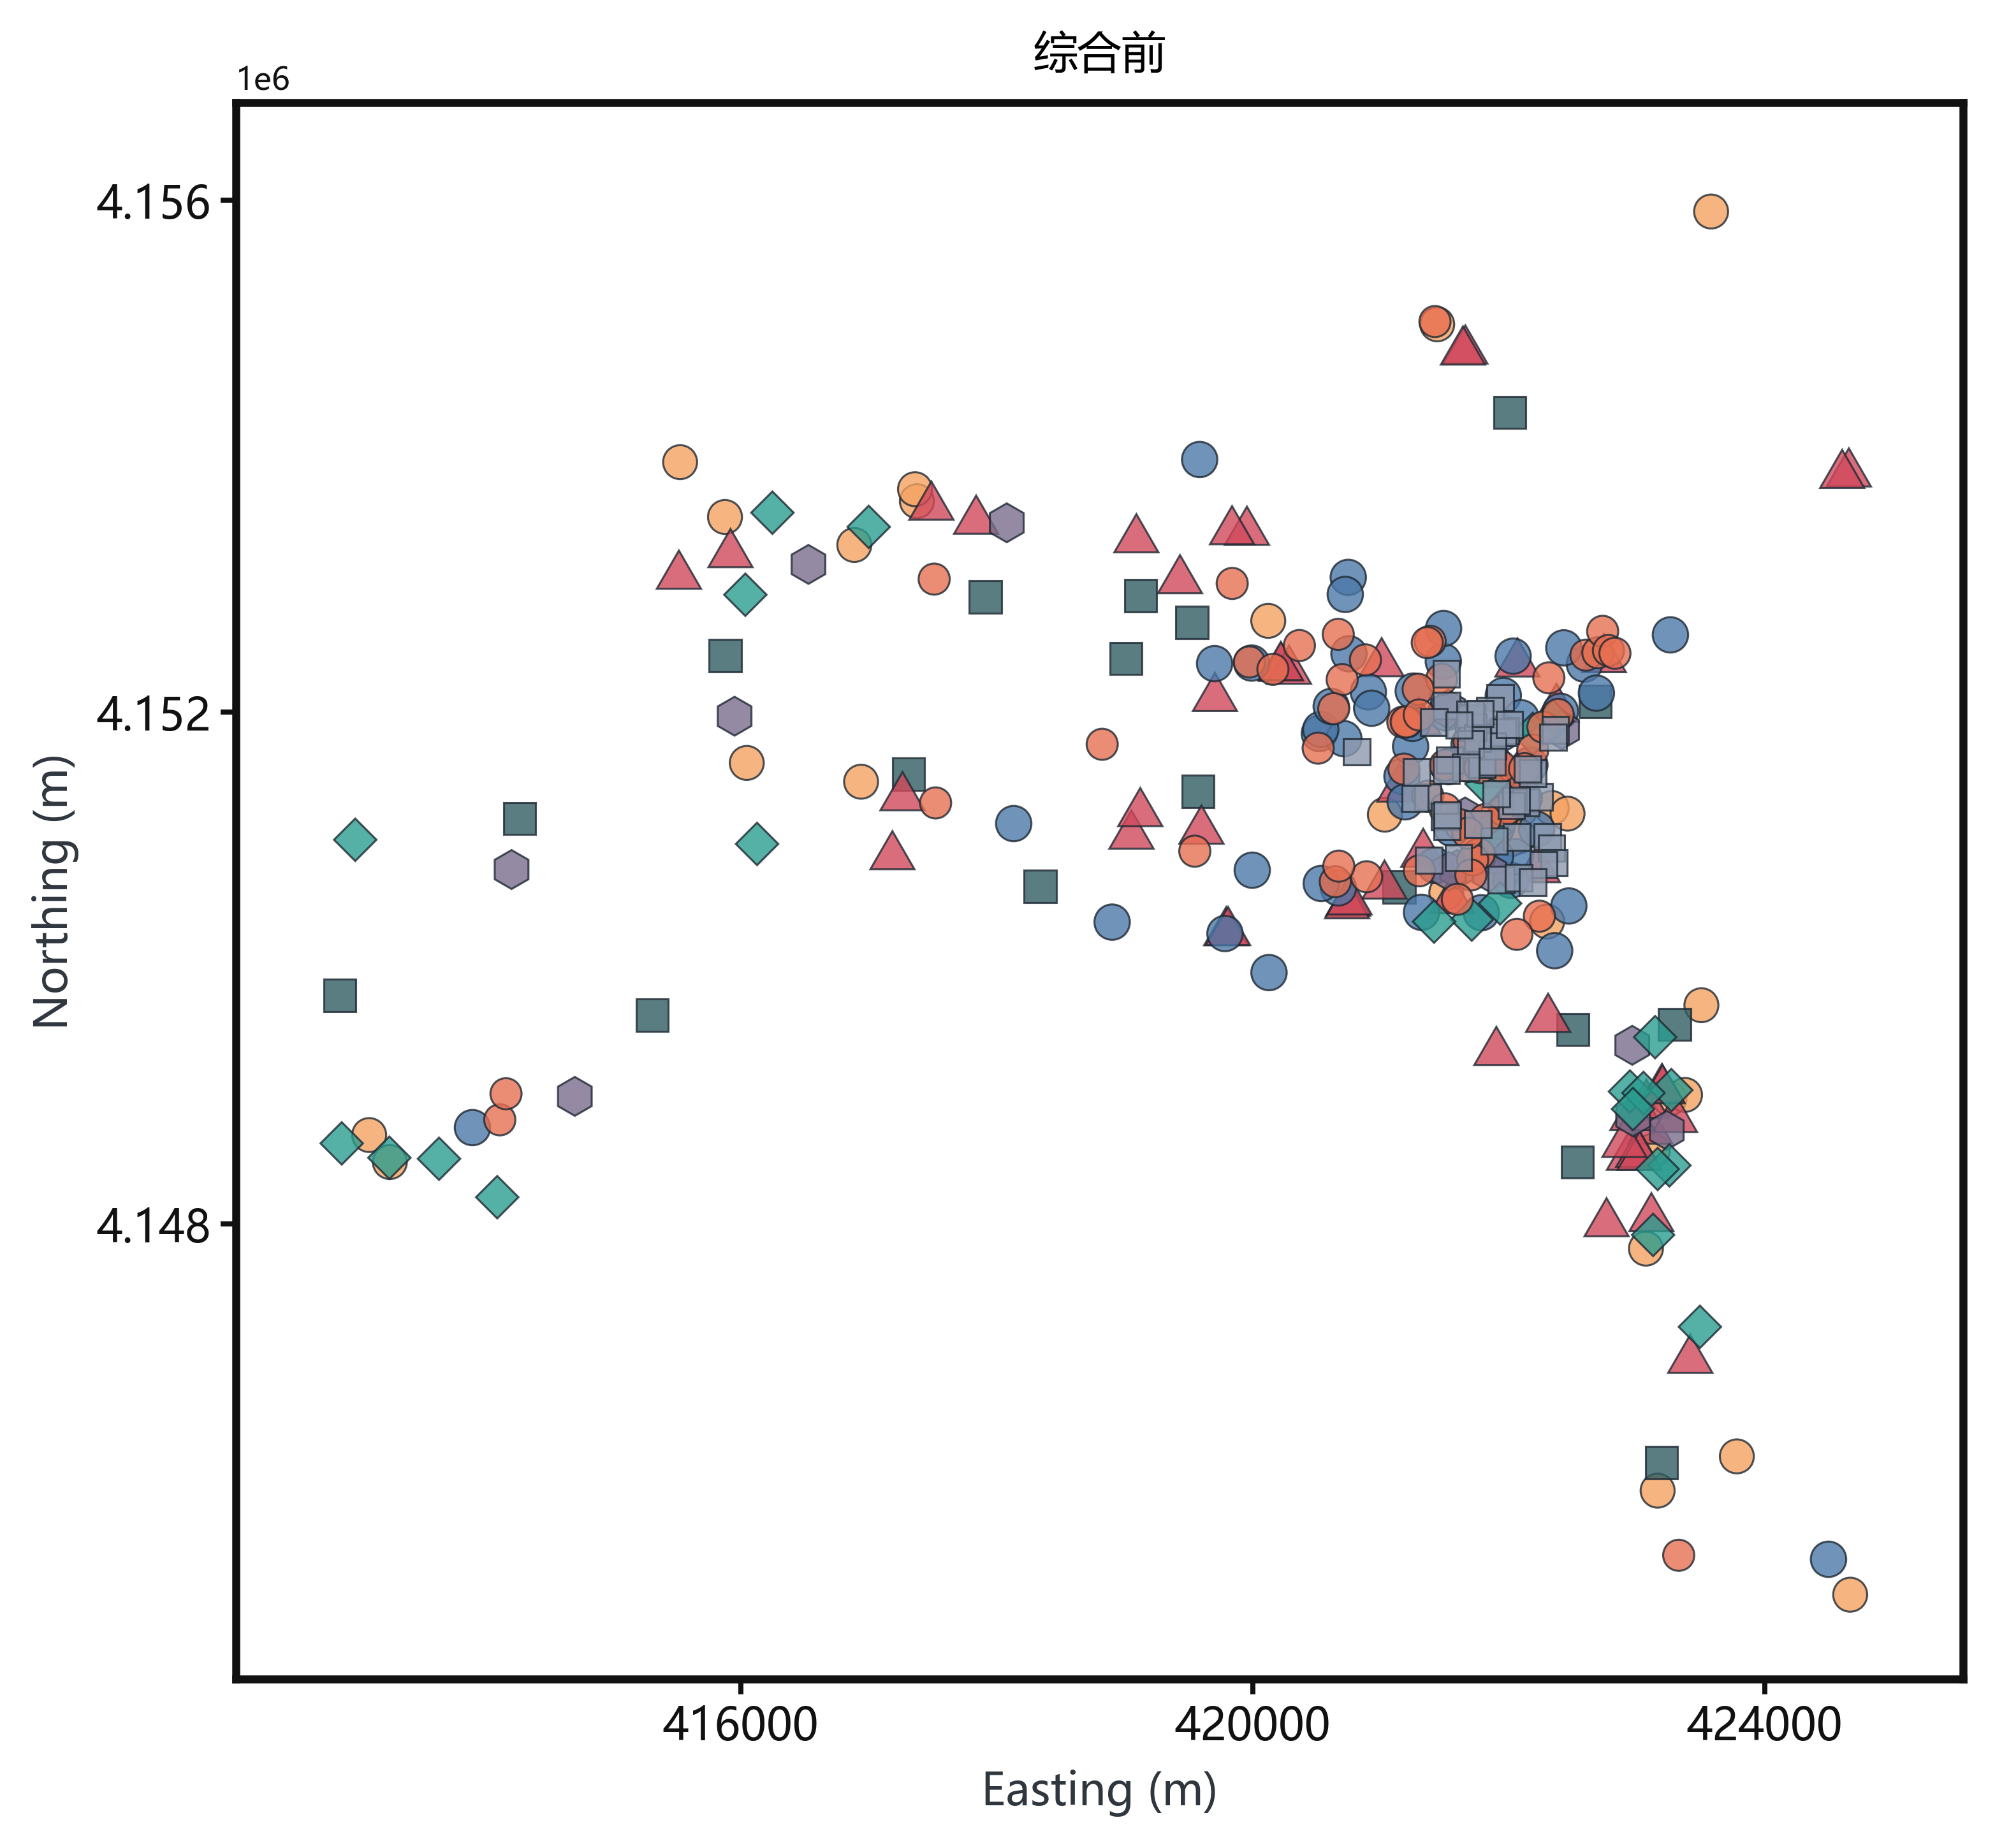 综合前
1e6
4.156
4.152
4.148
Northing (m)
416000
420000
424000
Easting (m)